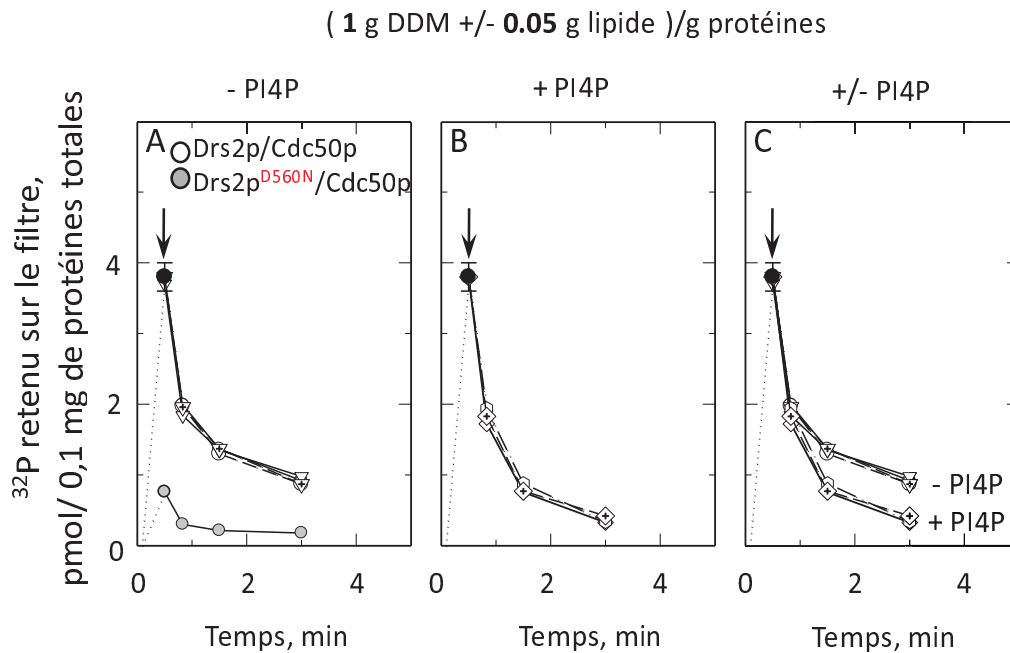 ( 1 g DDM +/- 0.05 g lipide )/g protéines
- PI4P
+ PI4P
+/- PI4P
32P retenu sur le filtre,
pmol/ 0,1 mg de protéines totales
A
Drs2p/Cdc50p
Drs2pD560N/Cdc50p
B
C
- PI4P
+ PI4P
4
2
0
0 2 4
0 2 4
0 2 4
Temps, min
Temps, min
Temps, min